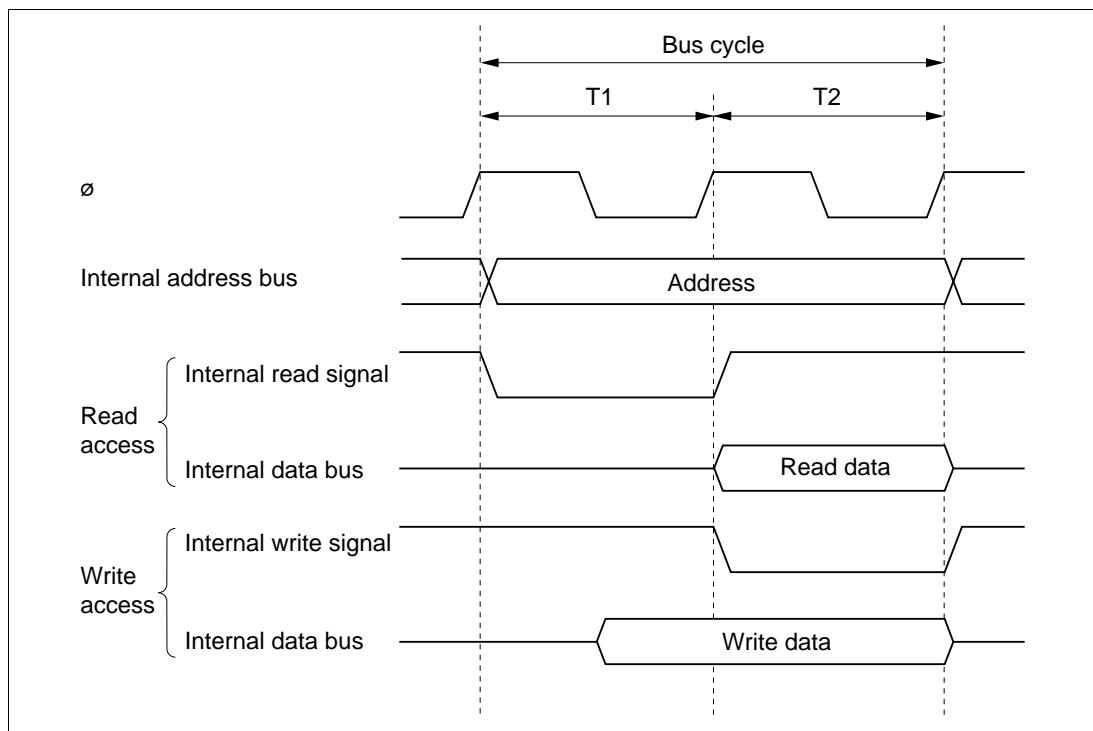 Bus cycle
T1
T2
ø
Internal address bus
Address
Internal read signal
Read
access
Internal data bus
Read data
Internal write signal
Write
access
Internal data bus
Write data